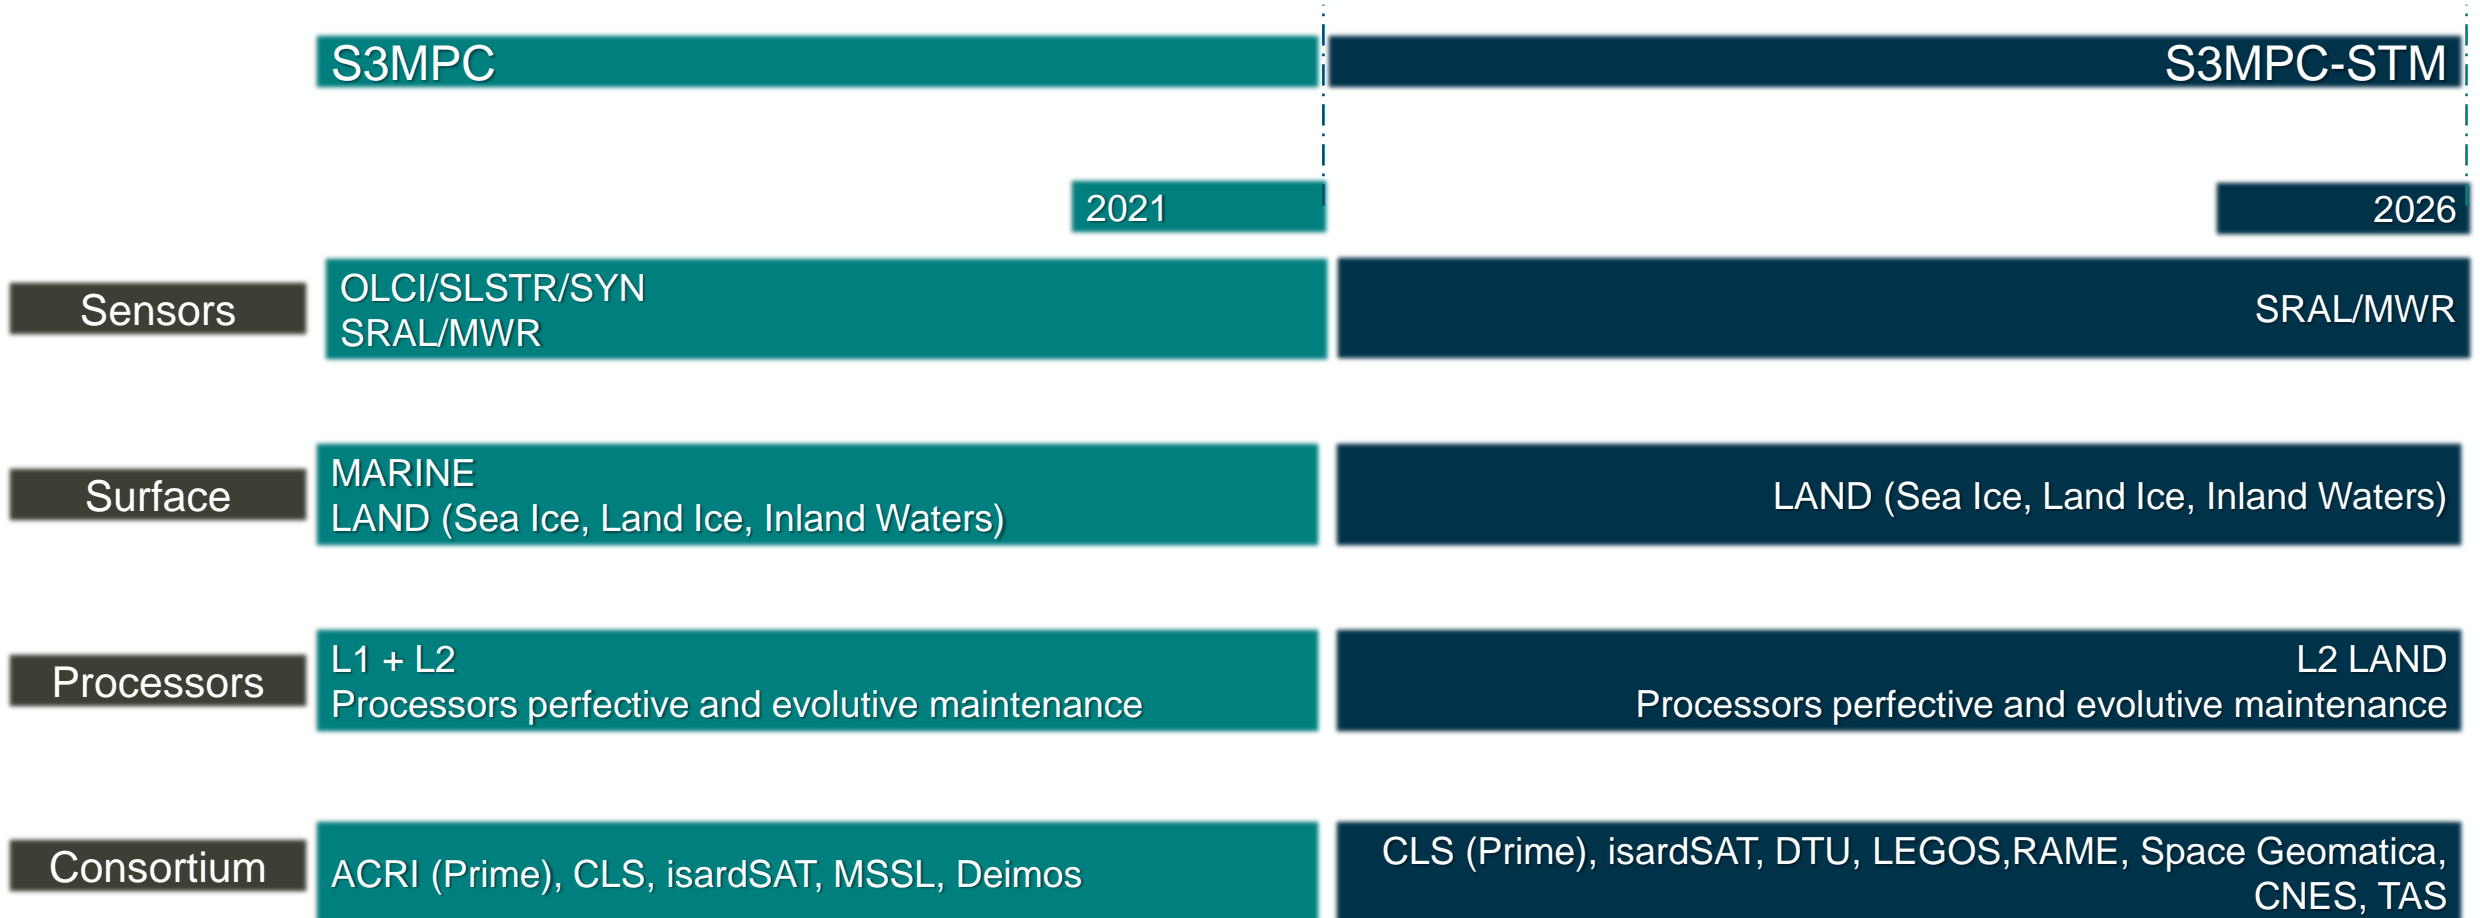 S3MPC
S3MPC-STM
2021
2026
Sensors
OLCI/SLSTR/SYN
SRAL/MWR
SRAL/MWR
Surface
MARINE
LAND (Sea Ice, Land Ice, Inland Waters)
LAND (Sea Ice, Land Ice, Inland Waters)
Processors
L1 + L2
Processors perfective and evolutive maintenance
L2 LAND
Processors perfective and evolutive maintenance
Consortium
ACRI (Prime), CLS, isardSAT, MSSL, Deimos
CLS (Prime), isardSAT, DTU, LEGOS,RAME, Space Geomatica,
CNES, TAS